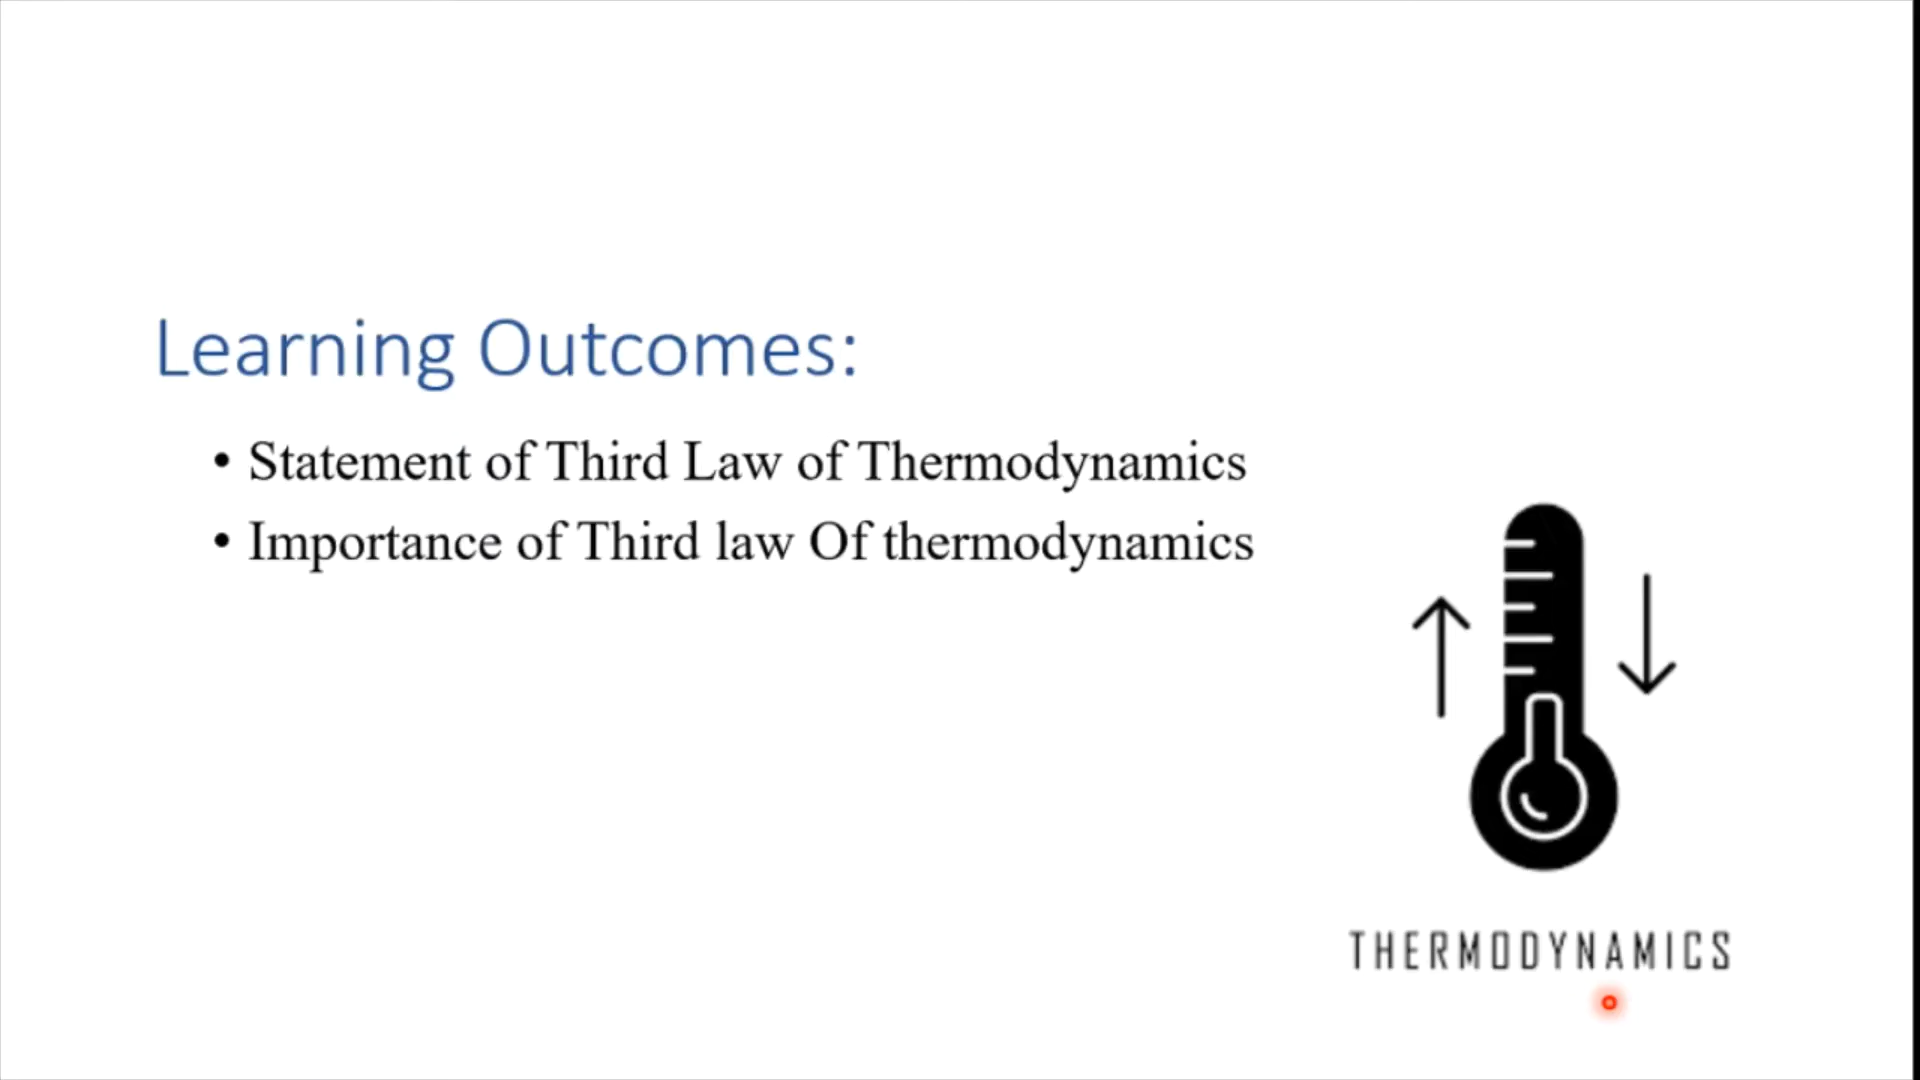 Learning Outcomes:
• Statement of Third Law of Thermodynamics
• Importance of Third law Of thermodynamics
THERMODYNAMICS